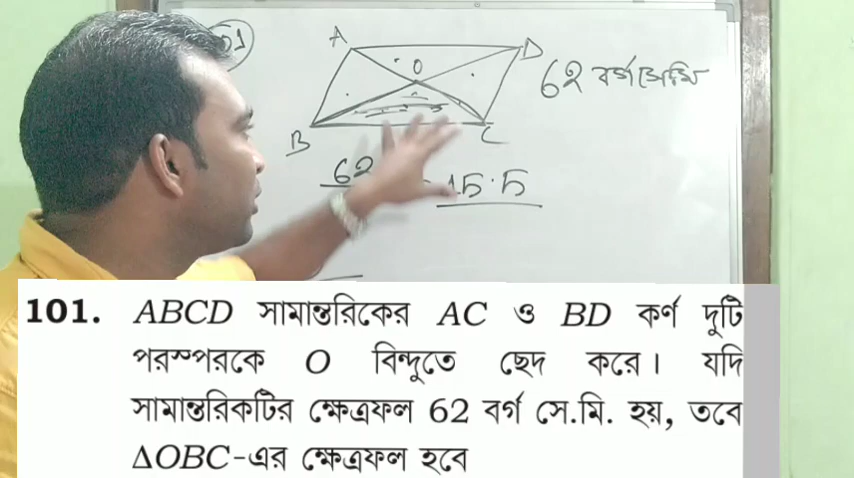 A D
O
62 বর্গ সেমি
B C
62
15.5
101. ABCD সামান্তরিকের AC ও BD কর্ণ দুটি
পরস্পরকে O বিন্দুতে ছেদ করে। যদি
সামান্তরিকটির ক্ষেত্রফল 62 বর্গ সে.মি. হয়, তবে
ΔOBC-এর ক্ষেত্রফল হবে